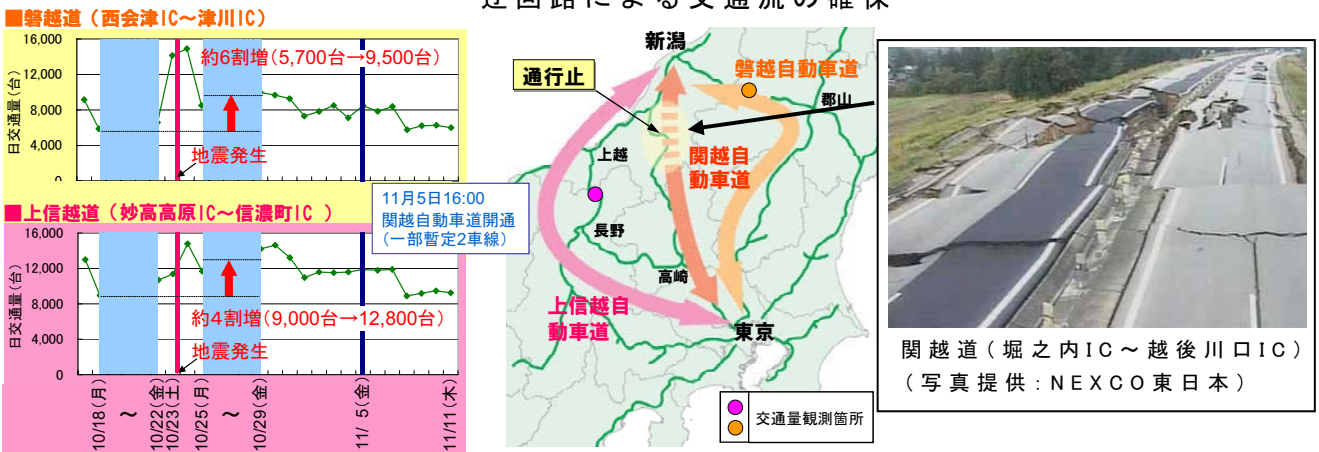 迂回路による交通流の確保
■磐越道（西会津IC～津川IC）
16,000
12,000
8,000
4,000
0
日交通量（台）
約6割増（5,700台→9,500台）
地震発生
■上信越道（妙高高原IC～信濃町IC ）
16,000
12,000
8,000
4,000
0
日交通量（台）
約４割増（9,000台→12,800台）
地震発生
10/18（月）
～
10/22（金）
10/23（土）
10/25（月）
～
10/29（金）
11/ 5（金）
11/11（木）
11月5日16:00
関越自動車道開通
（一部暫定2車線）
新潟
通行止
磐越自動車道
郡山
上越
関越自
動車道
長野
高崎
上信越自
動車道
東京
交通量観測箇所
関越道（堀之内IC～越後川口IC）
（写真提供：NEXCO東日本）